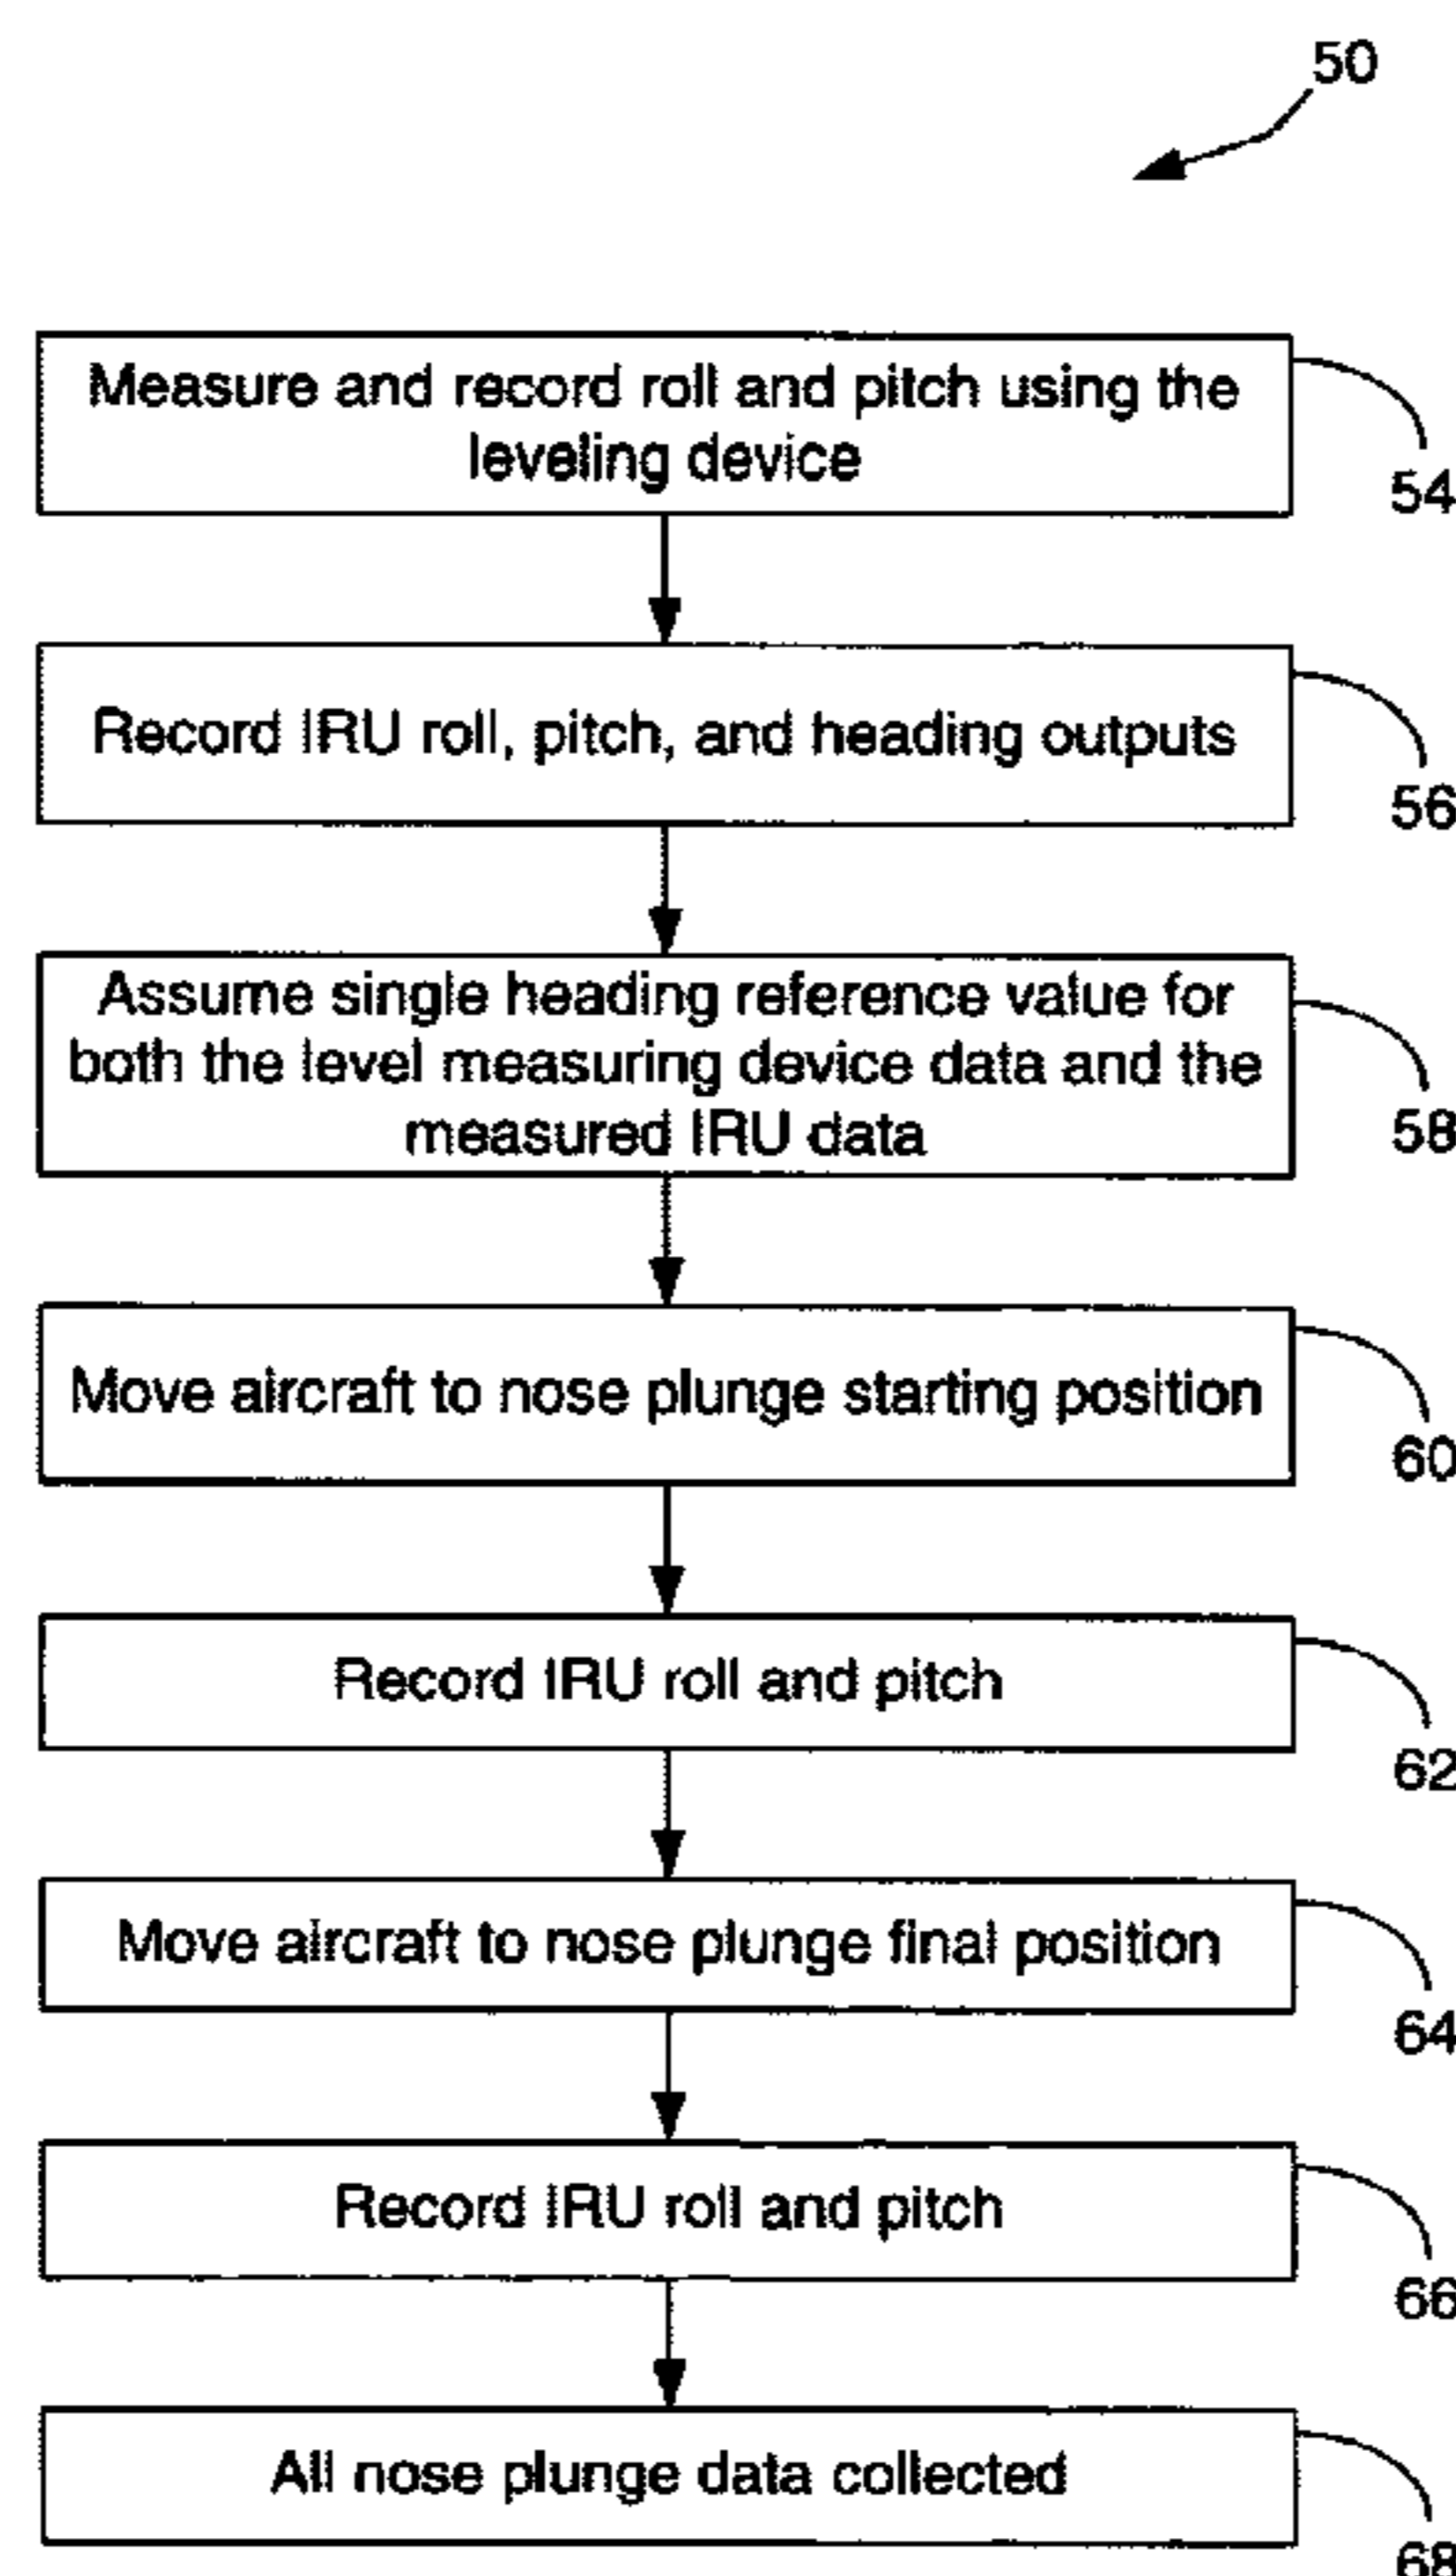 50
Measure and record roll and pitch using the
leveling device
54
Record IRU roll, pitch, and heading outputs
56
Assume single heading reference value for
both the level measuring device data and the
measured IRU data
58
Move aircraft to nose plunge starting position
60
Record IRU roll and pitch
62
Move aircraft to nose plunge final position
64
Record IRU roll and pitch
66
All nose plunge data collected
68